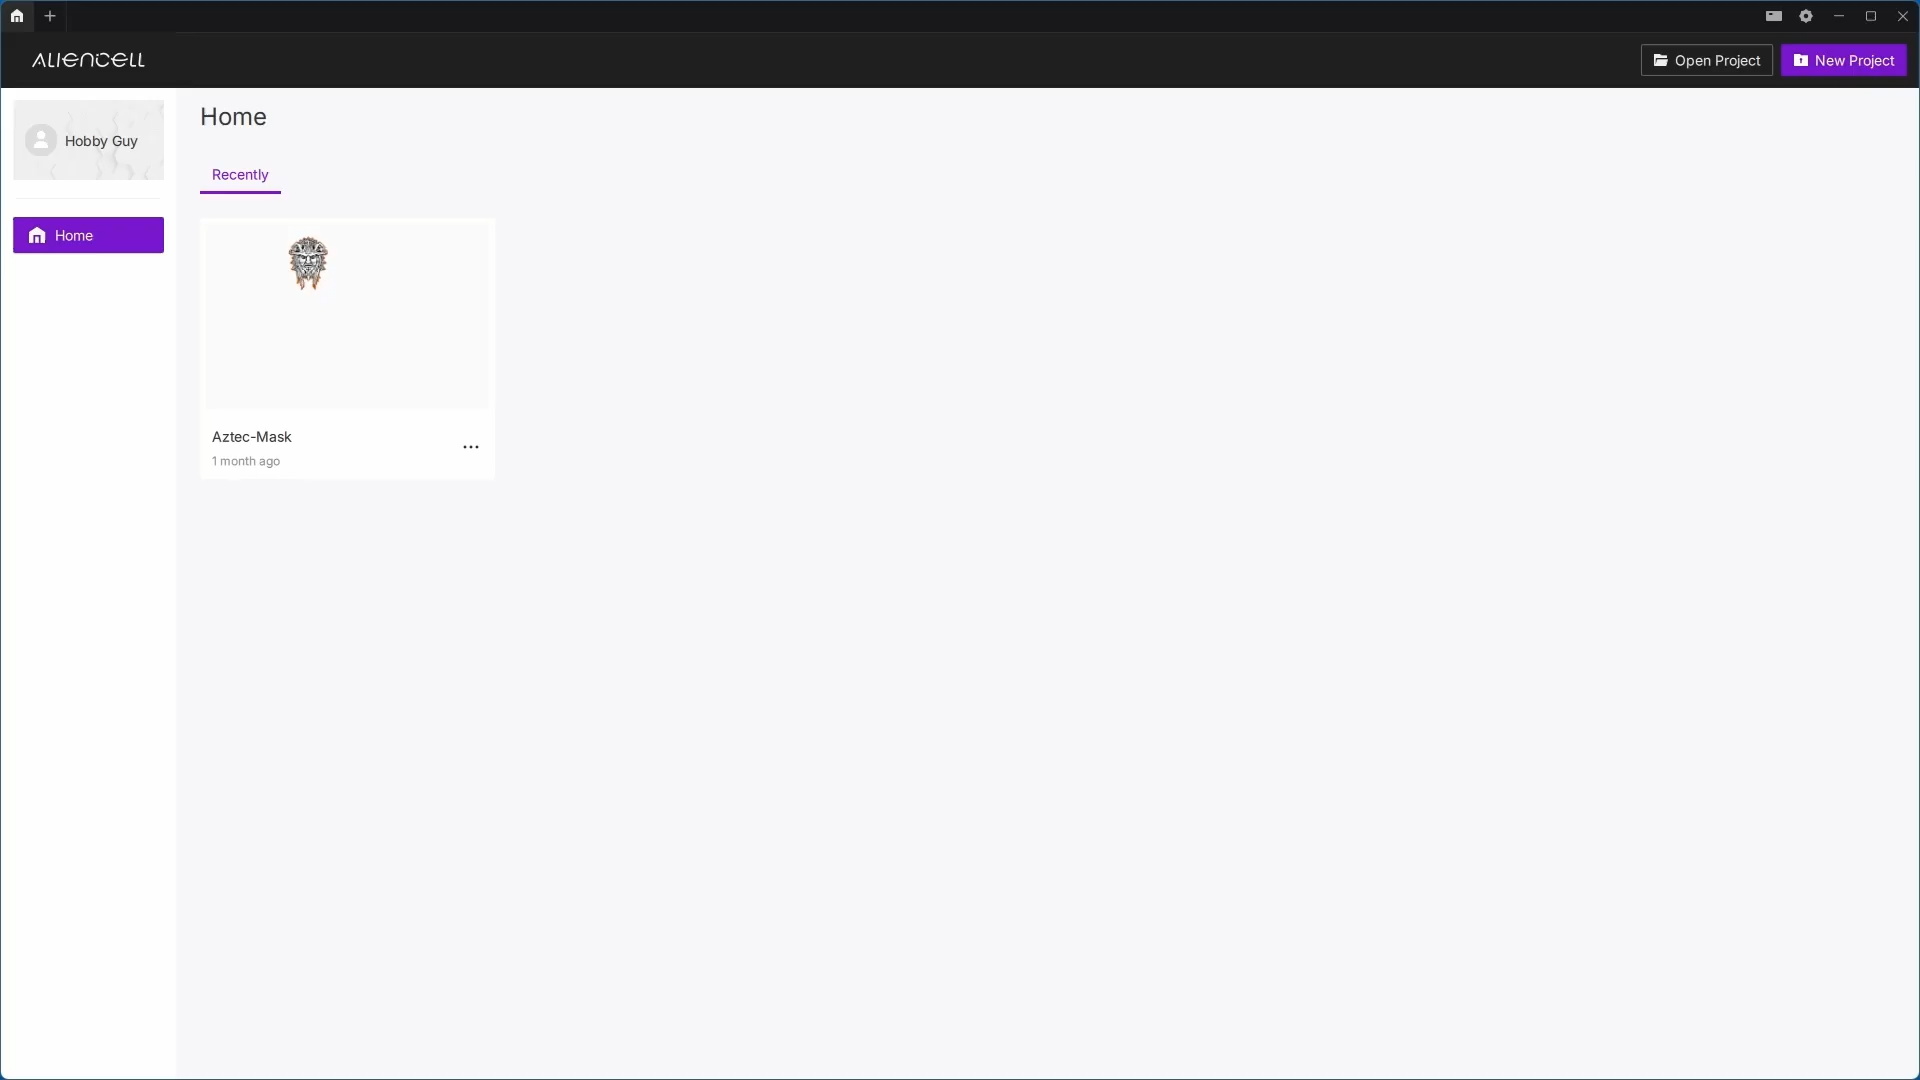 ALIENCELL
Open Project
New Project
Hobby Guy
Home
Home
Recently
Aztec-Mask
1 month ago